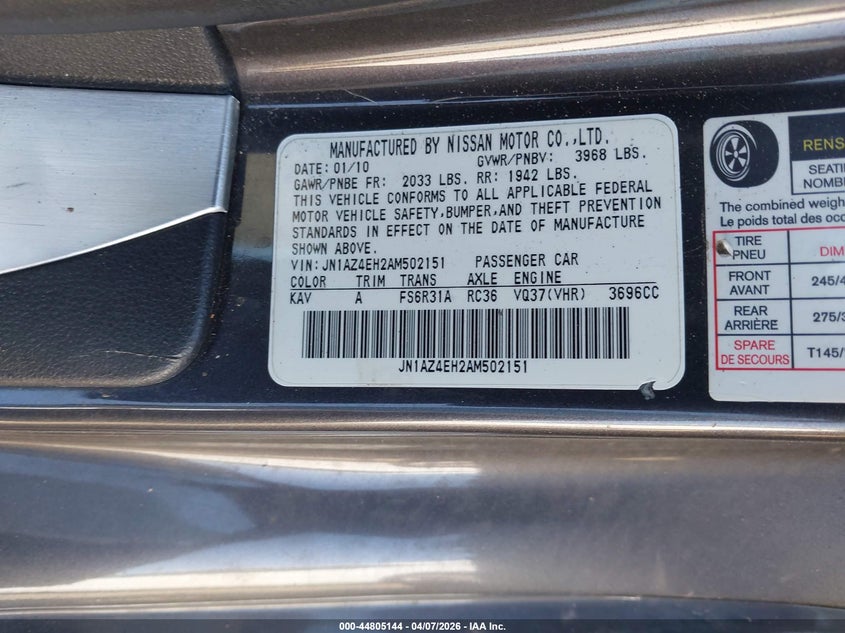 MANUFACTURED BY NISSAN MOTOR CO.,LTD.
DATE: 01/10 GVWR/PNBV: 3968 LBS.
GAWR/PNBE FR: 2033 LBS. RR: 1942 LBS.
THIS VEHICLE CONFORMS TO ALL APPLICABLE FEDERAL
MOTOR VEHICLE SAFETY,BUMPER,AND THEFT PREVENTION
STANDARDS IN EFFECT ON THE DATE OF MANUFACTURE
SHOWN ABOVE.
VIN: JN1AZ4EH2AM502151 PASSENGER CAR
COLOR TRIM TRANS AXLE ENGINE
KAV A FS6R31A RC36 VQ37(VHR) 3696CC
JN1AZ4EH2AM502151
RENS
SEATI
NOMB
The combined weigh
Le poids total des occ
TIRE
PNEU
DIM
FRONT
AVANT
245/4
REAR
ARRIÈRE
275/3
SPARE
DE SECOURS
T145/
000-44805144 - 04/07/2026 - IAA Inc.